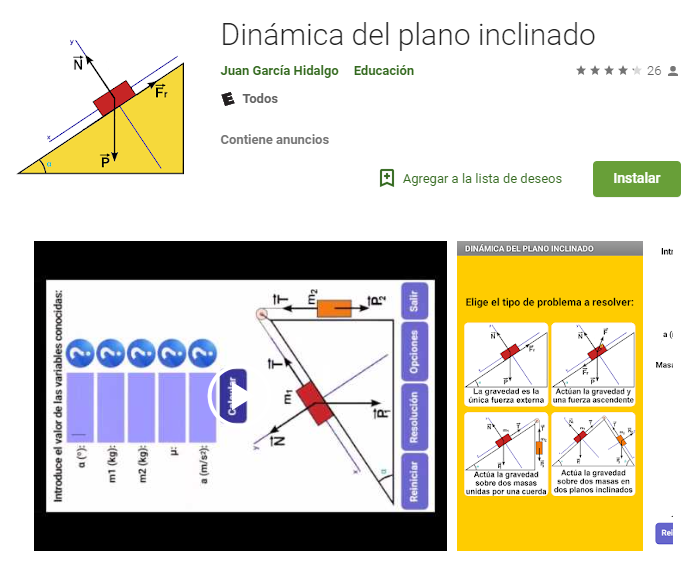 Dinámica del plano inclinado
Juan García Hidalgo Educación
26
E Todos
Contiene anuncios
Agregar a la lista de deseos
Instalar
y
N
Fr
x
P
α
Introduce el valor de las variables conocidas:
α (º):
m1 (kg):
m2 (kg):
μ:
a (m/s²):
? ? ? ? ?
Calcular
T
m2
P2
T
m1
N
P1
y
x
α
Reiniciar
Resolución
Opciones
Salir
DINÁMICA DEL PLANO INCLINADO
Elige el tipo de problema a resolver:
La gravedad es la
única fuerza externa
Actúan la gravedad y
una fuerza ascendente
Actúa la gravedad
sobre dos masas
unidas por una cuerda
Actúa la gravedad
sobre dos masas en
dos planos inclinados
Int
a (
Mas
Rei